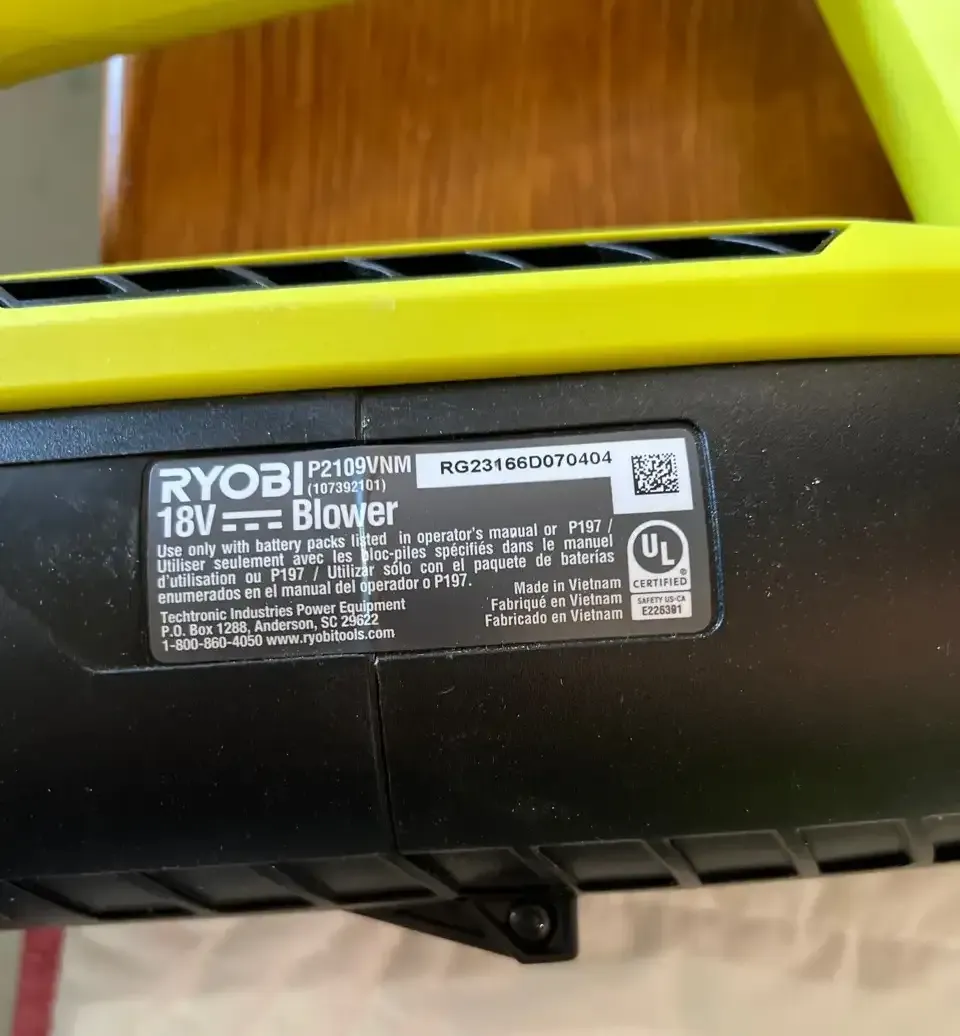 RYOBI P2109VNM RG23166D070404
(107392101)
18V Blower
Use only with battery packs listed in operator's manual or P197 /
Utiliser seulement avec les bloc-piles spécifiés dans le manuel
d'utilisation ou P197 / Utilizar sólo con el paquete de baterías
enumerados en el manual del operador o P197.
Techtronic Industries Power Equipment
P.O. Box 1288, Anderson, SC 29622
1-800-860-4050 www.ryobitools.com
Made in Vietnam
Fabriqué en Vietnam
Fabricado en Vietnam
UL
®
CERTIFIED
SAFETY US-CA
E225391